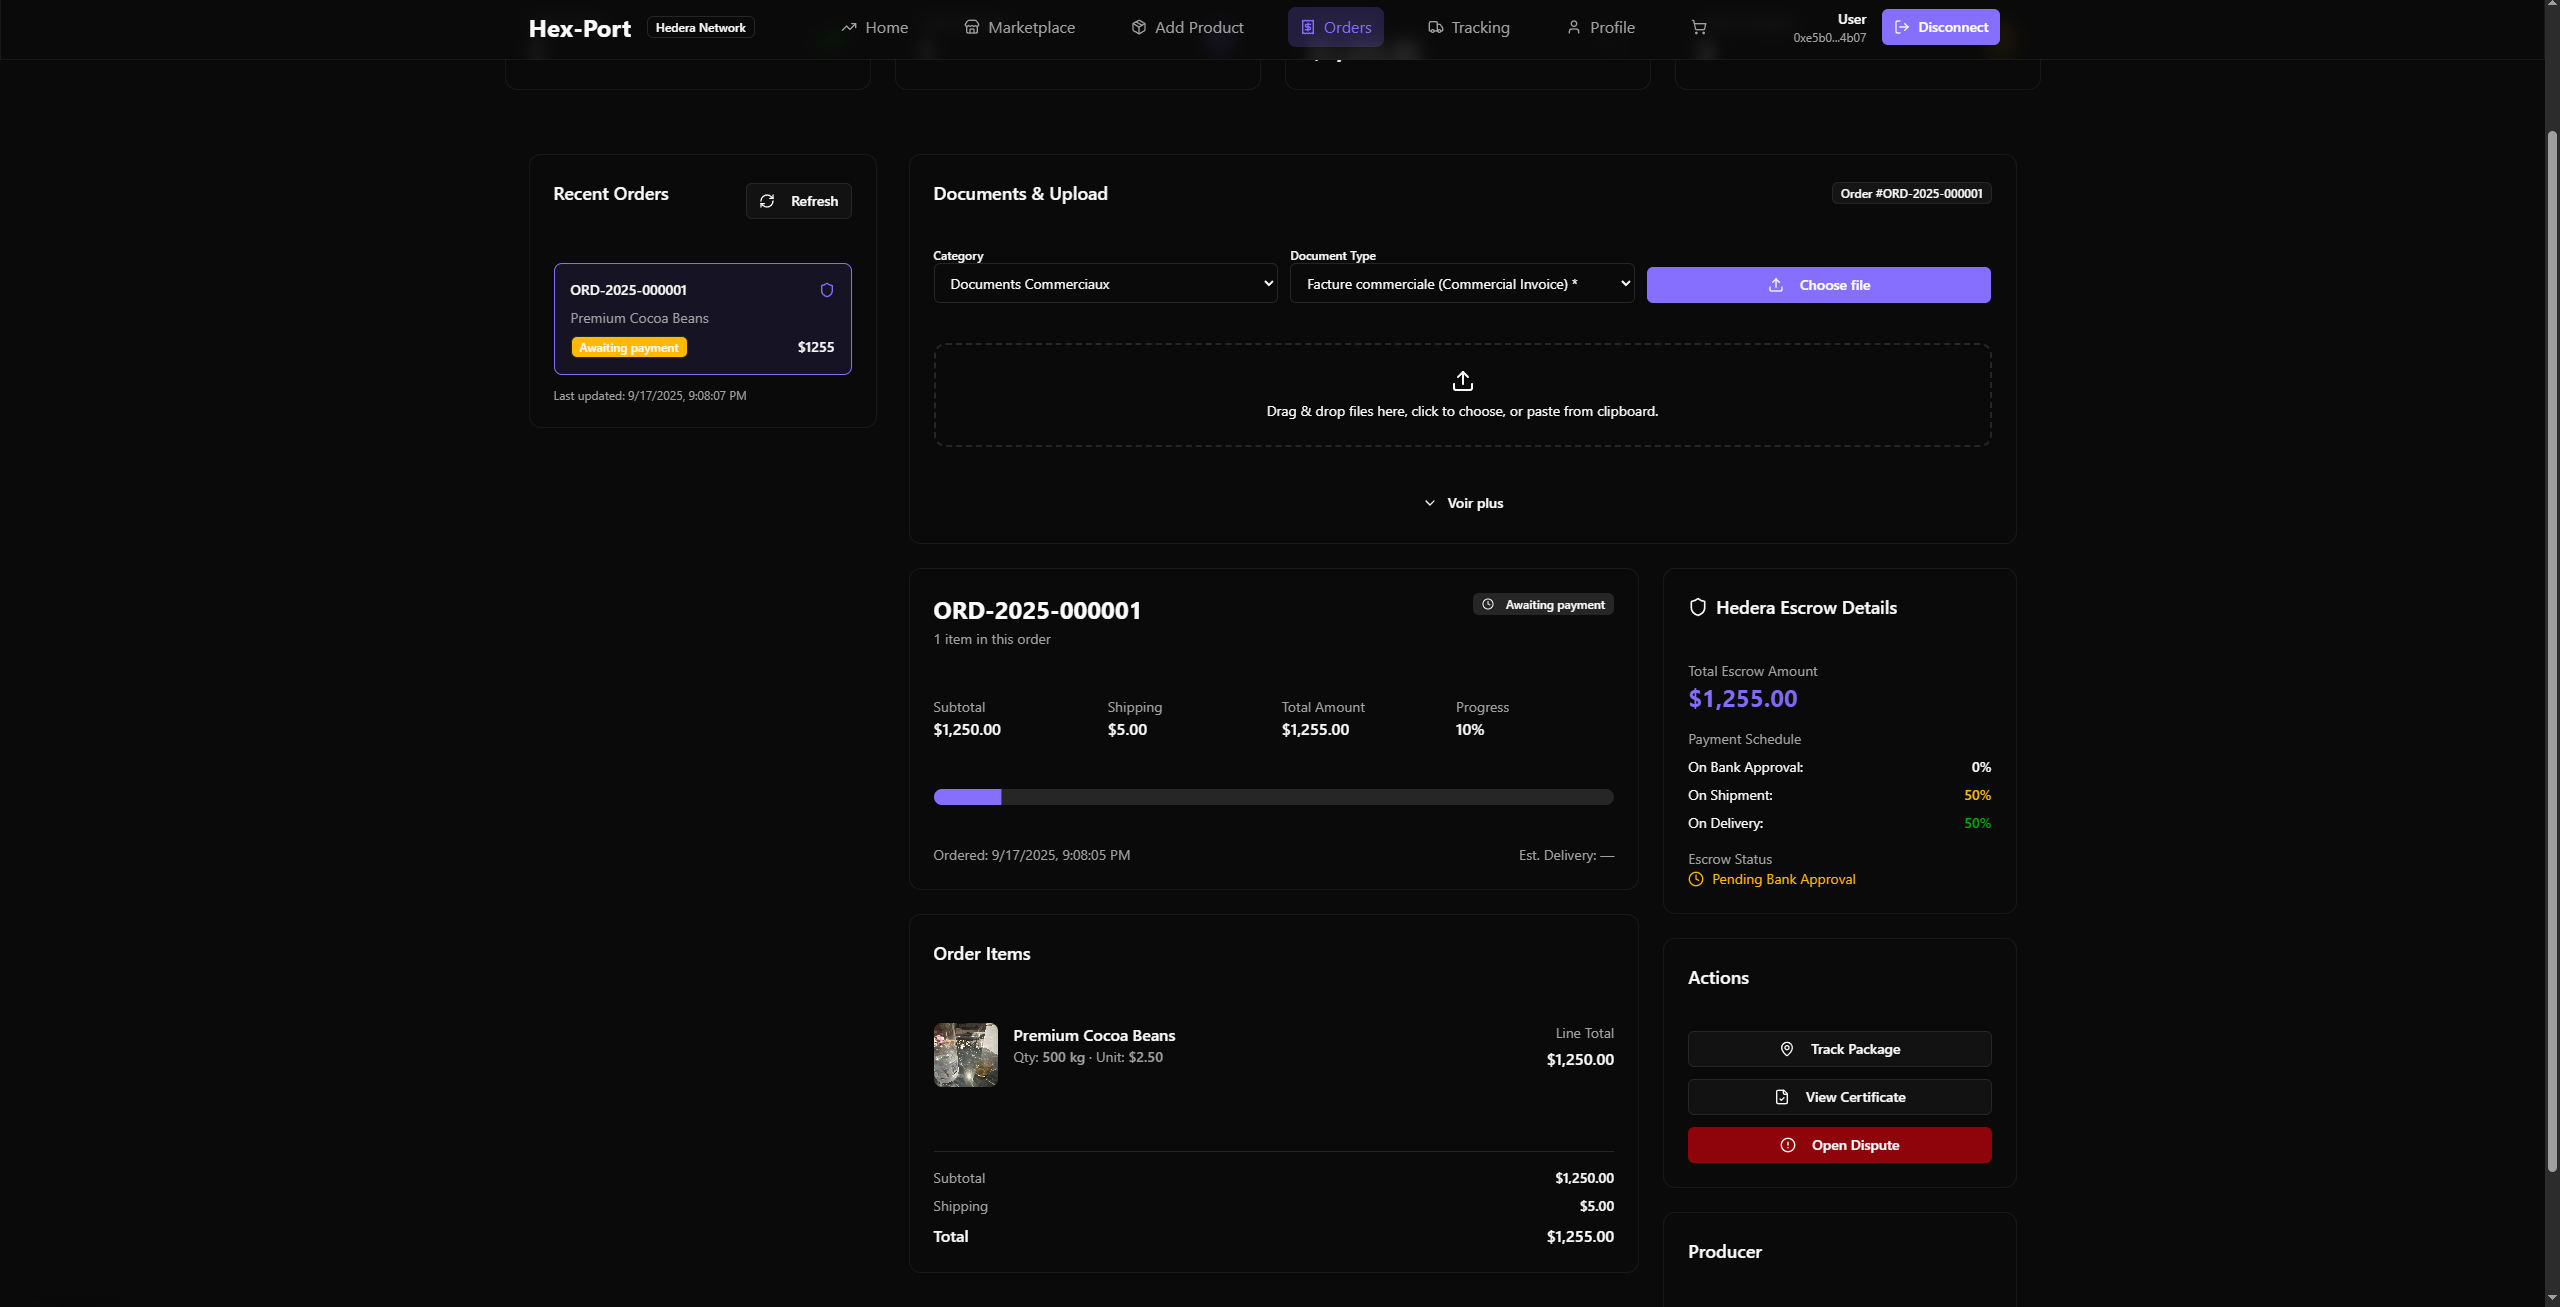 Hex-Port
Hedera Network
Home
Marketplace
Add Product
Orders
Tracking
Profile
User
0xe5b0...4b07
Disconnect
Recent Orders
Refresh
ORD-2025-000001
Premium Cocoa Beans
Awaiting payment
$1255
Last updated: 9/17/2025, 9:08:07 PM
Documents & Upload
Order #ORD-2025-000001
Category
Documents Commerciaux
Document Type
Facture commerciale (Commercial Invoice) *
Choose file
Drag & drop files here, click to choose, or paste from clipboard.
Voir plus
ORD-2025-000001
Awaiting payment
1 item in this order
Subtotal
$1,250.00
Shipping
$5.00
Total Amount
$1,255.00
Progress
10%
Ordered: 9/17/2025, 9:08:05 PM
Est. Delivery: —
Order Items
Premium Cocoa Beans
Qty: 500 kg · Unit: $2.50
Line Total
$1,250.00
Subtotal
$1,250.00
Shipping
$5.00
Total
$1,255.00
Hedera Escrow Details
Total Escrow Amount
$1,255.00
Payment Schedule
On Bank Approval:
0%
On Shipment:
50%
On Delivery:
50%
Escrow Status
Pending Bank Approval
Actions
Track Package
View Certificate
Open Dispute
Producer